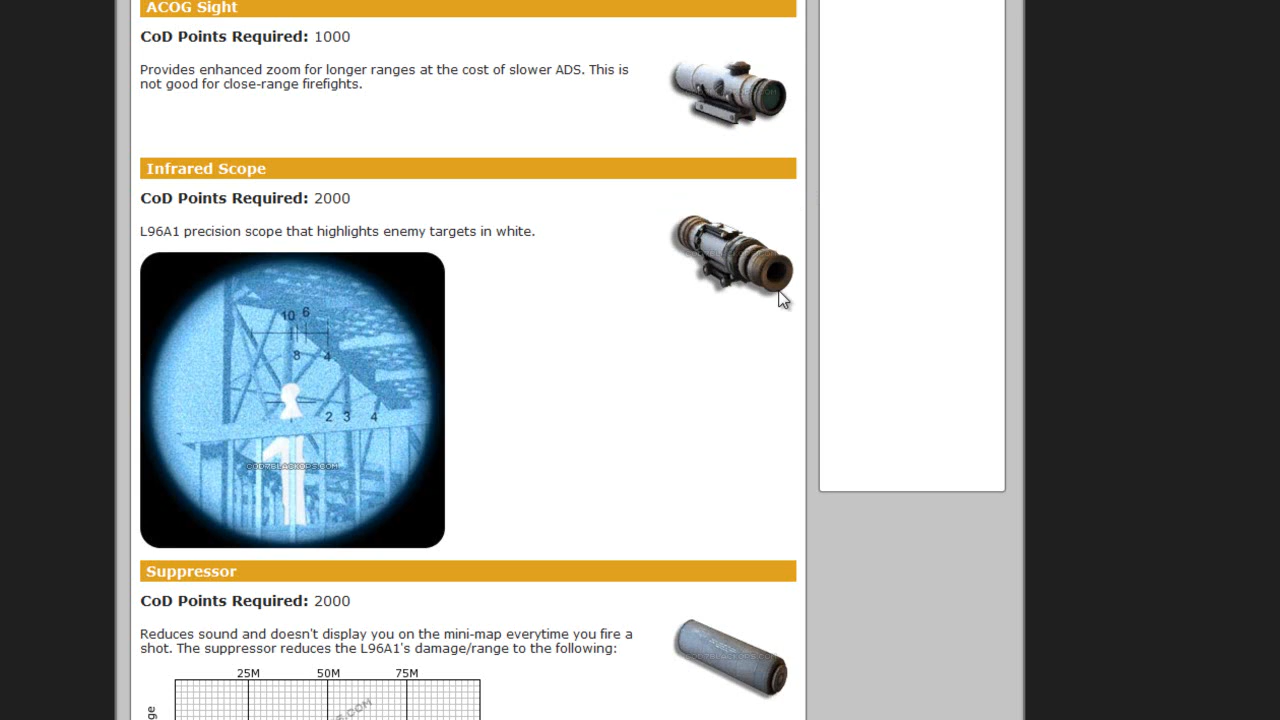 ACOG Sight
CoD Points Required: 1000
Provides enhanced zoom for longer ranges at the cost of slower ADS. This is
not good for close-range firefights.
Infrared Scope
CoD Points Required: 2000
L96A1 precision scope that highlights enemy targets in white.
10 6
8 4
2 3 4
COD7BLACKOPS.COM
Suppressor
CoD Points Required: 2000
Reduces sound and doesn't display you on the mini-map everytime you fire a
shot. The suppressor reduces the L96A1's damage/range to the following:
25M 50M 75M